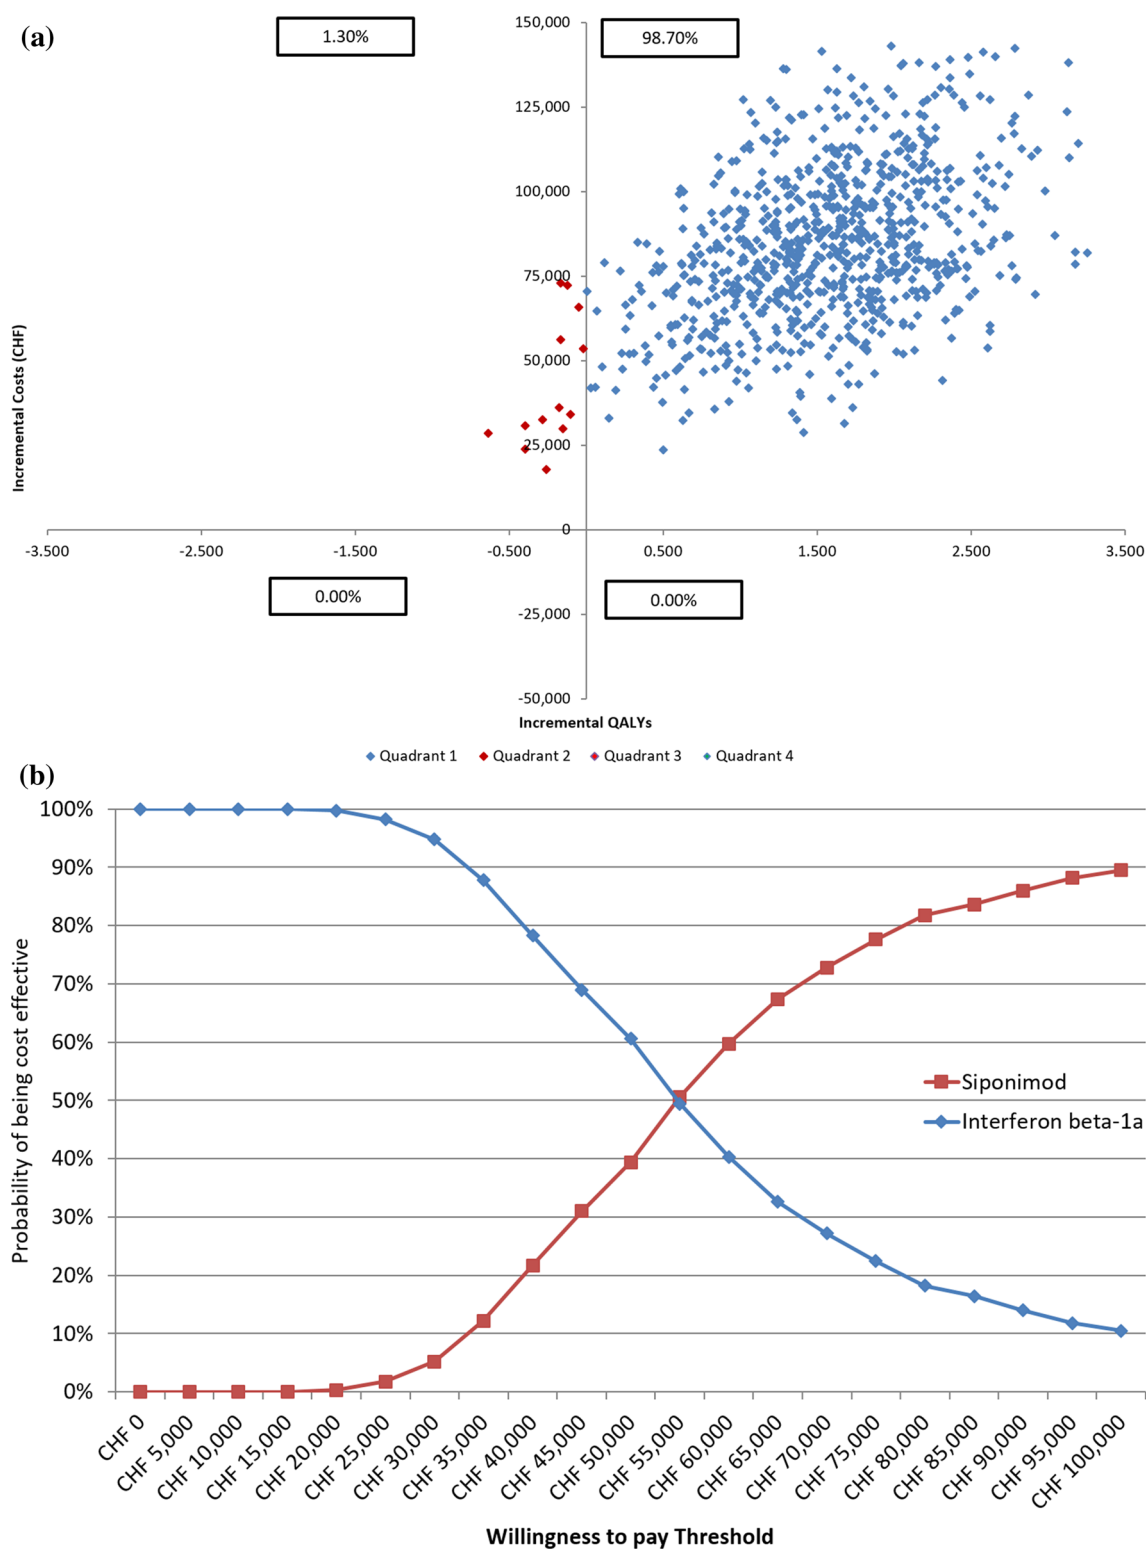 (a)
1.30%
98.70%
150,000
125,000
100,000
75,000
50,000
25,000
0
-25,000
-50,000
Incremental Costs (CHF)
-3.500 -2.500 -1.500 -0.500 0.500 1.500 2.500 3.500
0.00%
0.00%
Incremental QALYs
Quadrant 1 Quadrant 2 Quadrant 3 Quadrant 4
(b)
100%
90%
80%
70%
60%
50%
40%
30%
20%
10%
0%
Probability of being cost effective
Siponimod
Interferon beta-1a
CHF 0
CHF 5,000
CHF 10,000
CHF 15,000
CHF 20,000
CHF 25,000
CHF 30,000
CHF 35,000
CHF 40,000
CHF 45,000
CHF 50,000
CHF 55,000
CHF 60,000
CHF 65,000
CHF 70,000
CHF 75,000
CHF 80,000
CHF 85,000
CHF 90,000
CHF 95,000
CHF 100,000
Willingness to pay Threshold